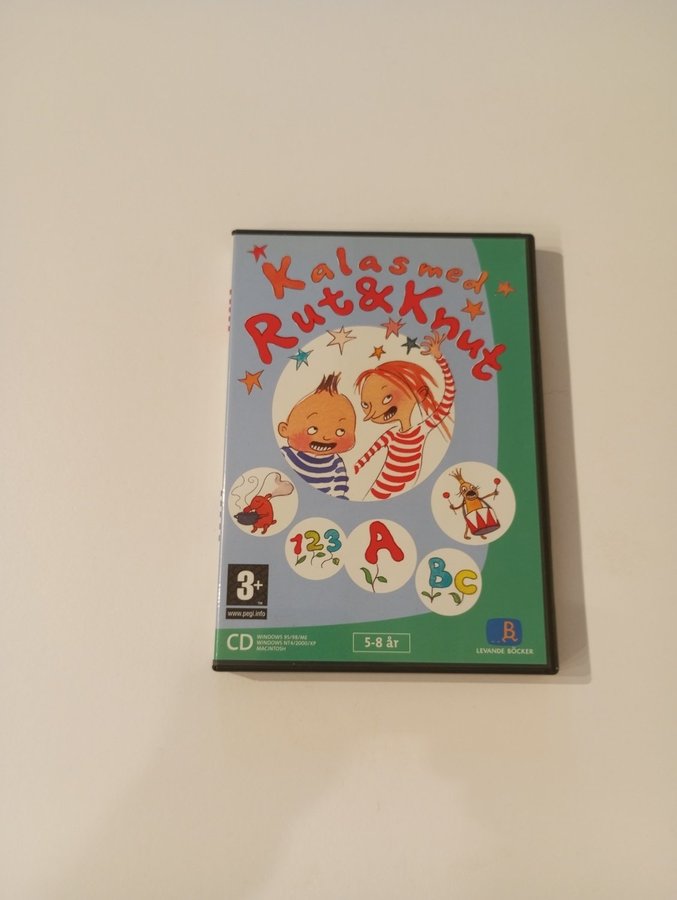 Kalas med
Rut & Knut
123
A
BC
3+
™
www.pegi.info
CD
WINDOWS 95/98/ME
WINDOWS NT4/2000/XP
MACINTOSH
5-8 år
B
LEVANDE BÖCKER